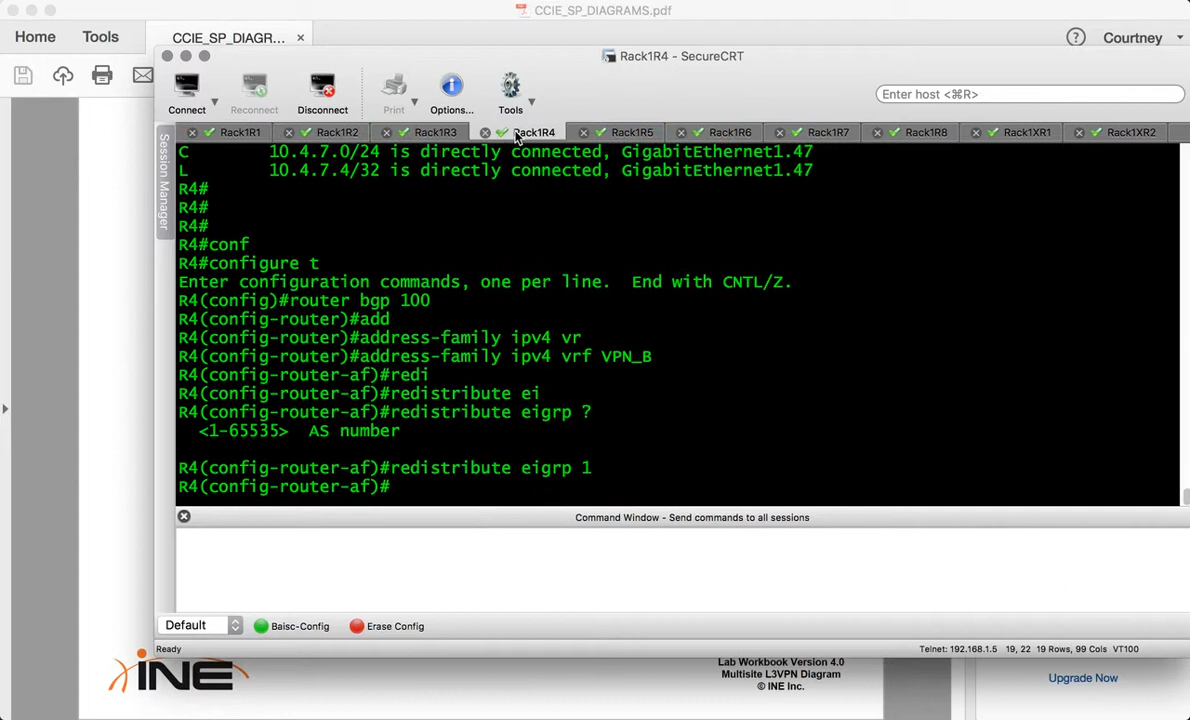 CCIE_SP_DIAGRAMS.pdf
Home Tools CCIE_SP_DIAGR... × ? Courtney
Rack1R4 - SecureCRT
Connect Reconnect Disconnect Print Options... Tools
Enter host <⌘R>
Session Manager
Rack1R1 Rack1R2 Rack1R3 Rack1R4 Rack1R5 Rack1R6 Rack1R7 Rack1R8 Rack1XR1 Rack1XR2
C 10.4.7.0/24 is directly connected, GigabitEthernet1.47
L 10.4.7.4/32 is directly connected, GigabitEthernet1.47
R4#
R4#
R4#
R4#conf
R4#configure t
Enter configuration commands, one per line. End with CNTL/Z.
R4(config)#router bgp 100
R4(config-router)#add
R4(config-router)#address-family ipv4 vr
R4(config-router)#address-family ipv4 vrf VPN_B
R4(config-router-af)#redi
R4(config-router-af)#redistribute ei
R4(config-router-af)#redistribute eigrp ?
<1-65535> AS number
R4(config-router-af)#redistribute eigrp 1
R4(config-router-af)#
Command Window - Send commands to all sessions
Default Baisc-Config Erase Config
Ready Telnet: 192.168.1.5 19, 22 19 Rows, 99 Cols VT100
INE
Lab Workbook Version 4.0
Multisite L3VPN Diagram
© INE Inc.
Upgrade Now